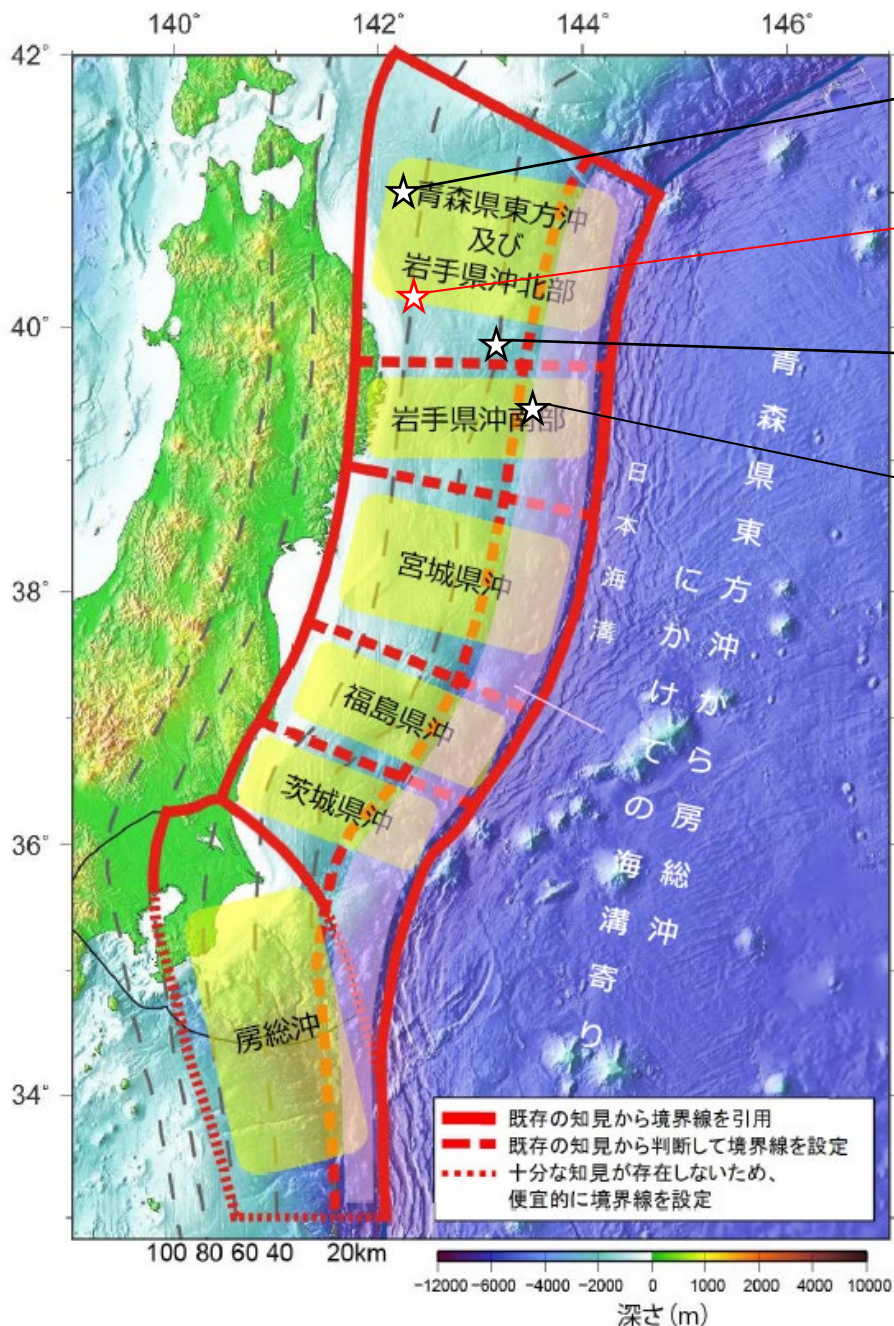 140° 142° 144° 146°
42°
40°
38°
36°
34°
青森県東方沖
及び
岩手県沖北部
岩手県沖南部
宮城県沖
福島県沖
茨城県沖
房総沖
日本海溝
青森県東方沖から房総沖
にかけての海溝寄り
既存の知見から境界線を引用
既存の知見から判断して境界線を設定
十分な知見が存在しないため、
便宜的に境界線を設定
100 80 60 40 20km
−12000 −6000 −4000 −2000 0 1000 2000 4000 10000
深さ(m)